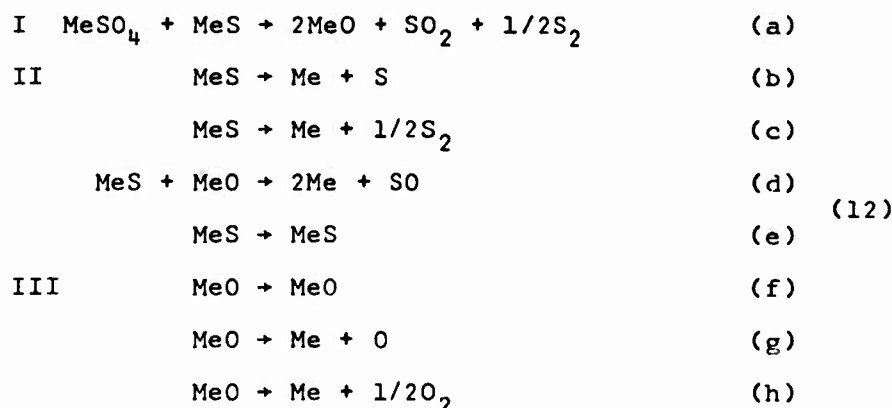 I MeSO₄ + MeS → 2MeO + SO₂ + 1/2S₂ (a)
II MeS → Me + S (b)
MeS → Me + 1/2S₂ (c)
MeS + MeO → 2Me + SO (d)
(12)
MeS → MeS (e)
III MeO → MeO (f)
MeO → Me + O (g)
MeO → Me + 1/2O₂ (h)